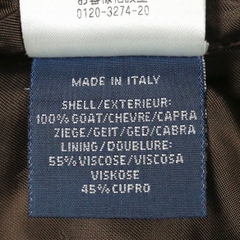 0120-3274-20
MADE IN ITALY
SHELL/EXTERIEUR:
100% GOAT/CHEVRE/CAPRA
ZIEGE/GEIT/GED/CABRA
LINING/DOUBLURE:
55% VISCOSE/VISCOSA
VISKOSE
45% CUPRO